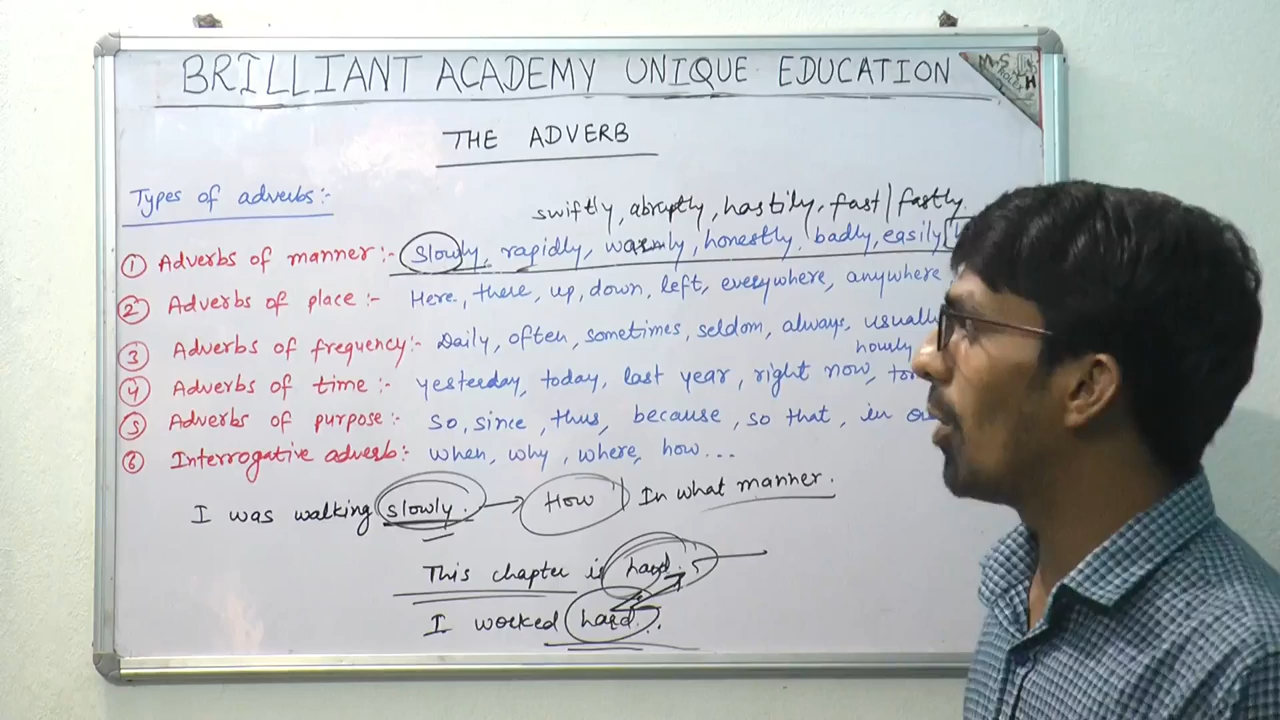 BRILLIANT ACADEMY UNIQUE EDUCATION
M.S
THE ADVERB
Types of adverbs:-
swiftly, abruptly, hastily, fast/fastly
1 Adverbs of manner:- slowly, rapidly, warmly, honestly, badly, easily
2 Adverbs of place:- Here, there, up, down, left, everywhere, anywhere
3 Adverbs of frequency:- Daily, often, sometimes, seldom, always, usually
hourly
4 Adverbs of time:- yesterday, today, last year, right now,
5 Adverbs of purpose:- so, since, thus, because, so that, in
6 Interrogative adverb:- when, why, where, how...
I was walking slowly. → How / In what manner.
This chapter is hard.
I worked hard.